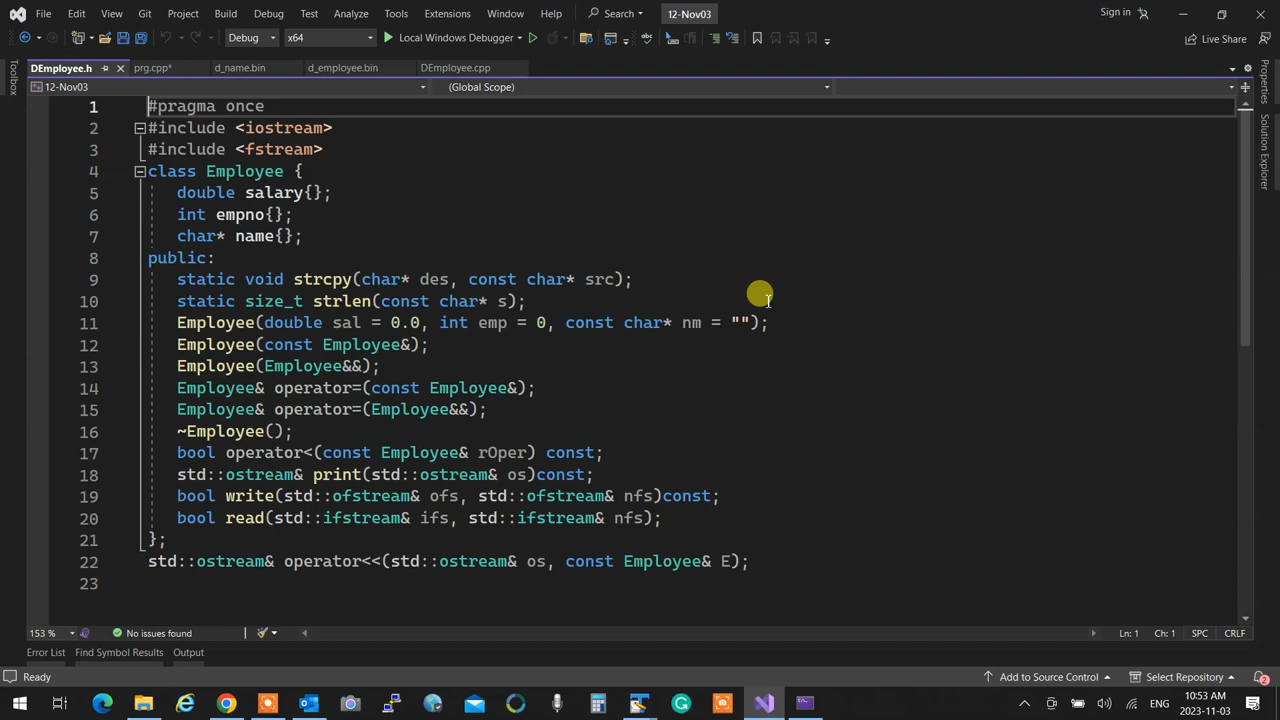 File Edit View Git Project Build Debug Test Analyze Tools Extensions Window Help Search 12-Nov03 Sign in
Debug x64 Local Windows Debugger Live Share
DEmployee.h prg.cpp* d_name.bin d_employee.bin DEmployee.cpp
12-Nov03 (Global Scope)
Toolbox
Properties
Solution Explorer
1 #pragma once
2 #include <iostream>
3 #include <fstream>
4 class Employee {
5 double salary{};
6 int empno{};
7 char* name{};
8 public:
9 static void strcpy(char* des, const char* src);
10 static size_t strlen(const char* s);
11 Employee(double sal = 0.0, int emp = 0, const char* nm = "");
12 Employee(const Employee&);
13 Employee(Employee&&);
14 Employee& operator=(const Employee&);
15 Employee& operator=(Employee&&);
16 ~Employee();
17 bool operator<(const Employee& rOper) const;
18 std::ostream& print(std::ostream& os)const;
19 bool write(std::ofstream& ofs, std::ofstream& nfs)const;
20 bool read(std::ifstream& ifs, std::ifstream& nfs);
21 };
22 std::ostream& operator<<(std::ostream& os, const Employee& E);
23
153 % No issues found Ln: 1 Ch: 1 SPC CRLF
Error List Find Symbol Results Output
Ready Add to Source Control Select Repository 2
ENG 10:53 AM
2023-11-03